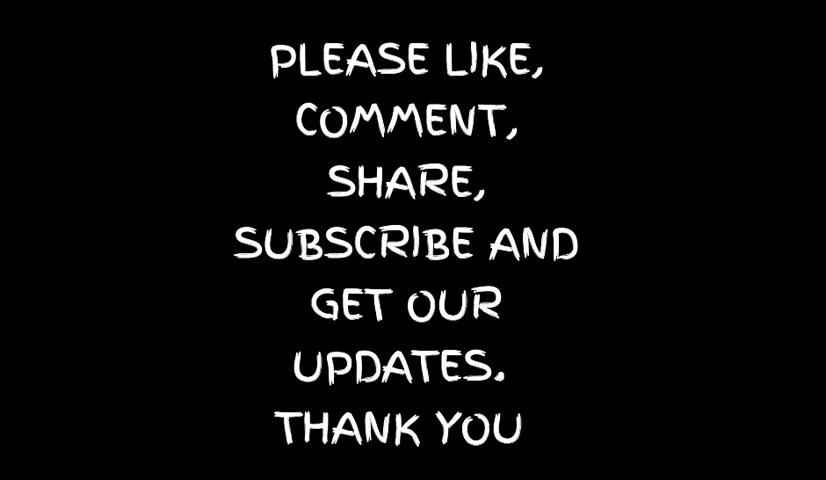 PLEASE LIKE,
COMMENT,
SHARE,
SUBSCRIBE AND
GET OUR
UPDATES.
THANK YOU